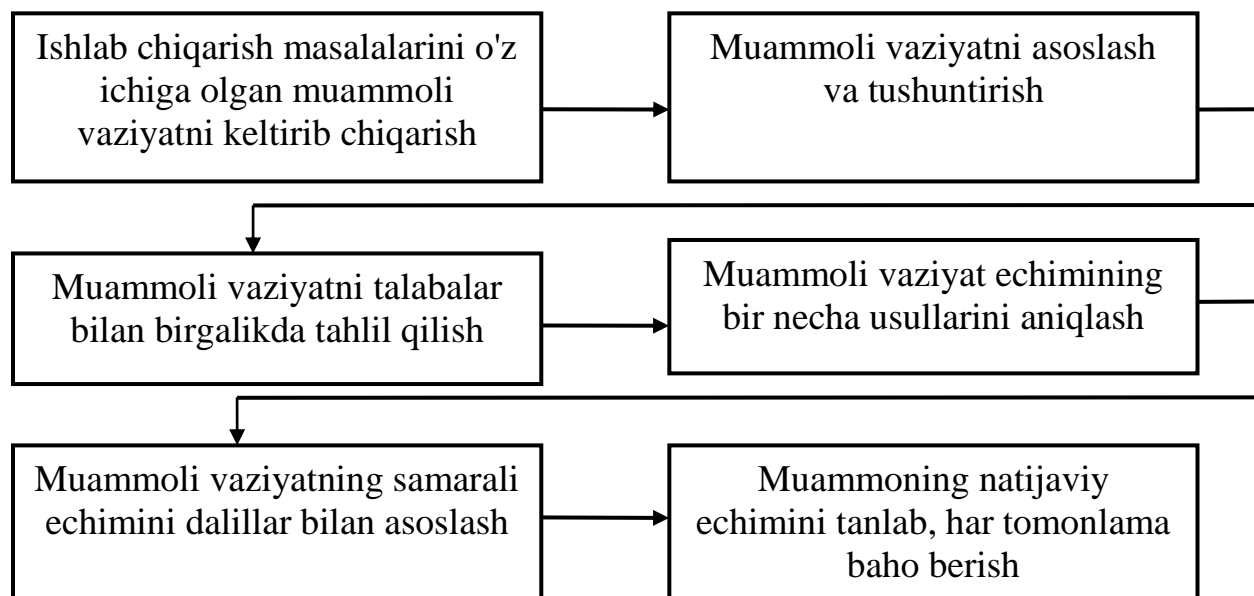 Ishlab chiqarish masalalarini o'z
ichiga olgan muammoli
vaziyatni keltirib chiqarish
Muammoli vaziyatni asoslash
va tushuntirish
Muammoli vaziyatni talabalar
bilan birgalikda tahlil qilish
Muammoli vaziyat echimining
bir necha usullarini aniqlash
Muammoli vaziyatning samarali
echimini dalillar bilan asoslash
Muammoning natijaviy
echimini tanlab, har tomonlama
baho berish